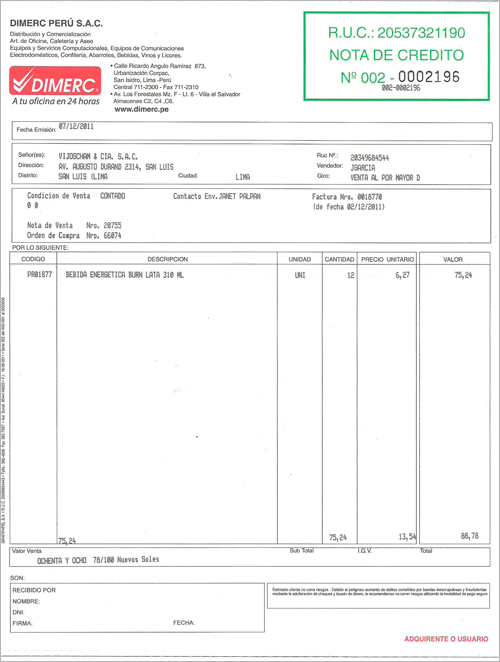 DIMERC PERÚ S.A.C.
Distribución y Comercialización
Art. de Oficina, Cafetería y Aseo
Equipos y Servicios Computacionales, Equipos de Comunicaciones
Electrodomésticos, Confitería, Abarrotes, Bebidas, Vinos y Licores.
DIMERC
A tu oficina en 24 horas
• Calle Ricardo Angulo Ramirez 873,
Urbanización Corpac,
San Isidro, Lima -Perú
Central 711-2300 - Fax 711-2310
• Av. Los Forestales Mz. F - Lt. 6 - Villa el Salvador
Almacenes C2, C4 ,C6.
www.dimerc.pe
R.U.C.: 20537321190
NOTA DE CREDITO
Nº 002 - 0002196
002-0002196
Fecha Emisión: 07/12/2011
Señor(es): VIJOSCHAM & CIA. S.A.C. Ruc Nº.: 20349684544
Dirección: AV. AUGUSTO DURAND 2314, SAN LUIS Vendedor: JGARCIA
Distrito: SAN LUIS (LIMA Ciudad: LIMA Giro: VENTA AL POR MAYOR D
Condicion de Venta CONTADO Contacto Env.JANET PALPAN Factura Nro. 0018770
0 0 (de fecha 02/12/2011)
Nota de Venta Nro. 20755
Orden de Compra Nro. 66074
POR LO SIGUIENTE:
CODIGO DESCRIPCION UNIDAD CANTIDAD PRECIO UNITARIO VALOR
PR01877 BEBIDA ENERGETICA BURN LATA 310 ML UNI 12 6,27 75,24
75,24 75,24 13,54 88,78
Valor Venta Sub Total I.G.V. Total
OCHENTA Y OCHO 78/100 Nuevos Soles
SON:
RECIBIDO POR
NOMBRE:
DNI:
FIRMA: FECHA:
Estimado cliente no corra riesgos : Debido al peligroso aumento de delitos cometidos por bandas inescrupulosas y fraudulentas
mediante la adulteración de cheques y lavado de dinero, le recomendamos no correr riesgos utilizando la modalidad de pago seguro
ADQUIRENTE O USUARIO